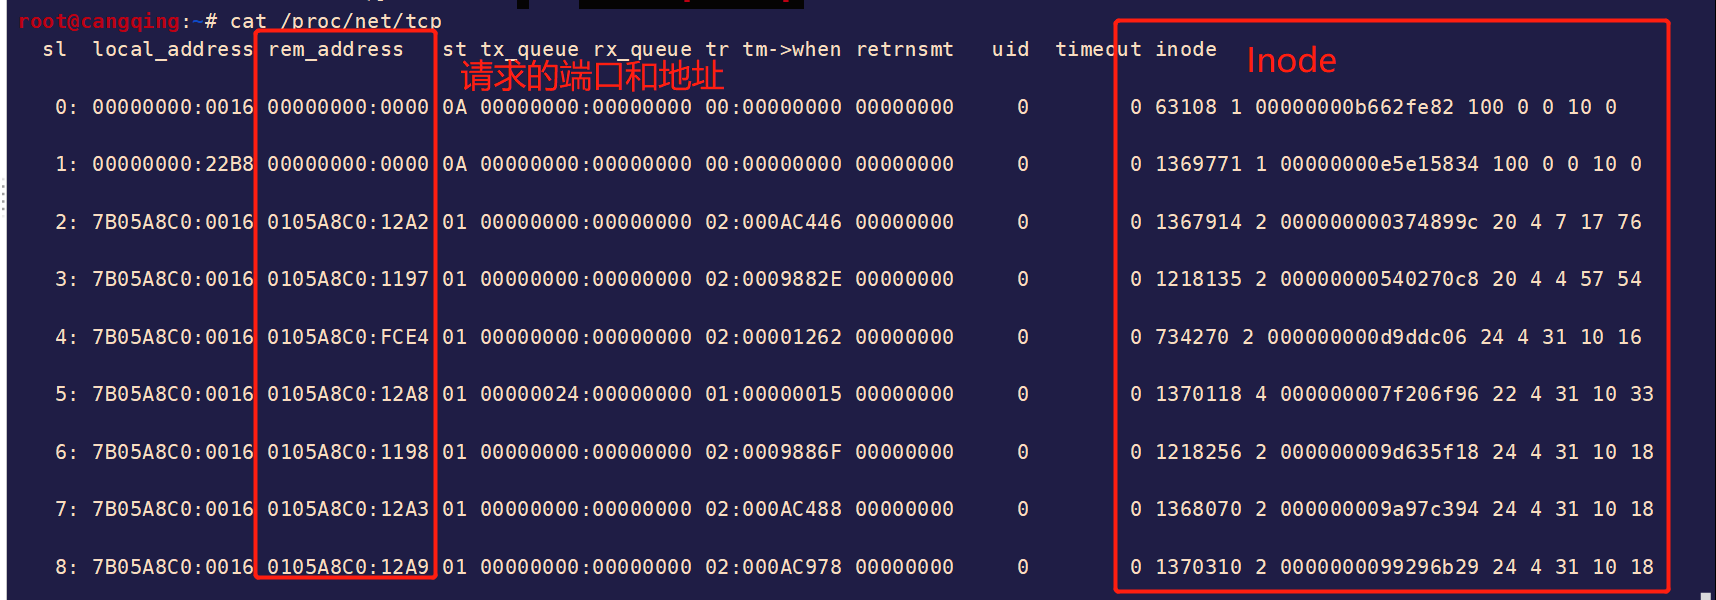 root@cangqing:~# cat /proc/net/tcp
sl local_address rem_address st tx_queue rx_queue tr tm->when retrnsmt uid timeout inode
Inode
请求的端口和地址
0: 00000000:0016 00000000:0000 0A 00000000:00000000 00:00000000 00000000 0 0 63108 1 00000000b662fe82 100 0 0 10 0
1: 00000000:22B8 00000000:0000 0A 00000000:00000000 00:00000000 00000000 0 0 1369771 1 00000000e5e15834 100 0 0 10 0
2: 7B05A8C0:0016 0105A8C0:12A2 01 00000000:00000000 02:000AC446 00000000 0 0 1367914 2 000000000374899c 20 4 7 17 76
3: 7B05A8C0:0016 0105A8C0:1197 01 00000000:00000000 02:0009882E 00000000 0 0 1218135 2 00000000540270c8 20 4 4 57 54
4: 7B05A8C0:0016 0105A8C0:FCE4 01 00000000:00000000 02:00001262 00000000 0 0 734270 2 000000000d9ddc06 24 4 31 10 16
5: 7B05A8C0:0016 0105A8C0:12A8 01 00000024:00000000 01:00000015 00000000 0 0 1370118 4 000000007f206f96 22 4 31 10 33
6: 7B05A8C0:0016 0105A8C0:1198 01 00000000:00000000 02:0009886F 00000000 0 0 1218256 2 000000009d635f18 24 4 31 10 18
7: 7B05A8C0:0016 0105A8C0:12A3 01 00000000:00000000 02:000AC488 00000000 0 0 1368070 2 000000009a97c394 24 4 31 10 18
8: 7B05A8C0:0016 0105A8C0:12A9 01 00000000:00000000 02:000AC978 00000000 0 0 1370310 2 0000000099296b29 24 4 31 10 18